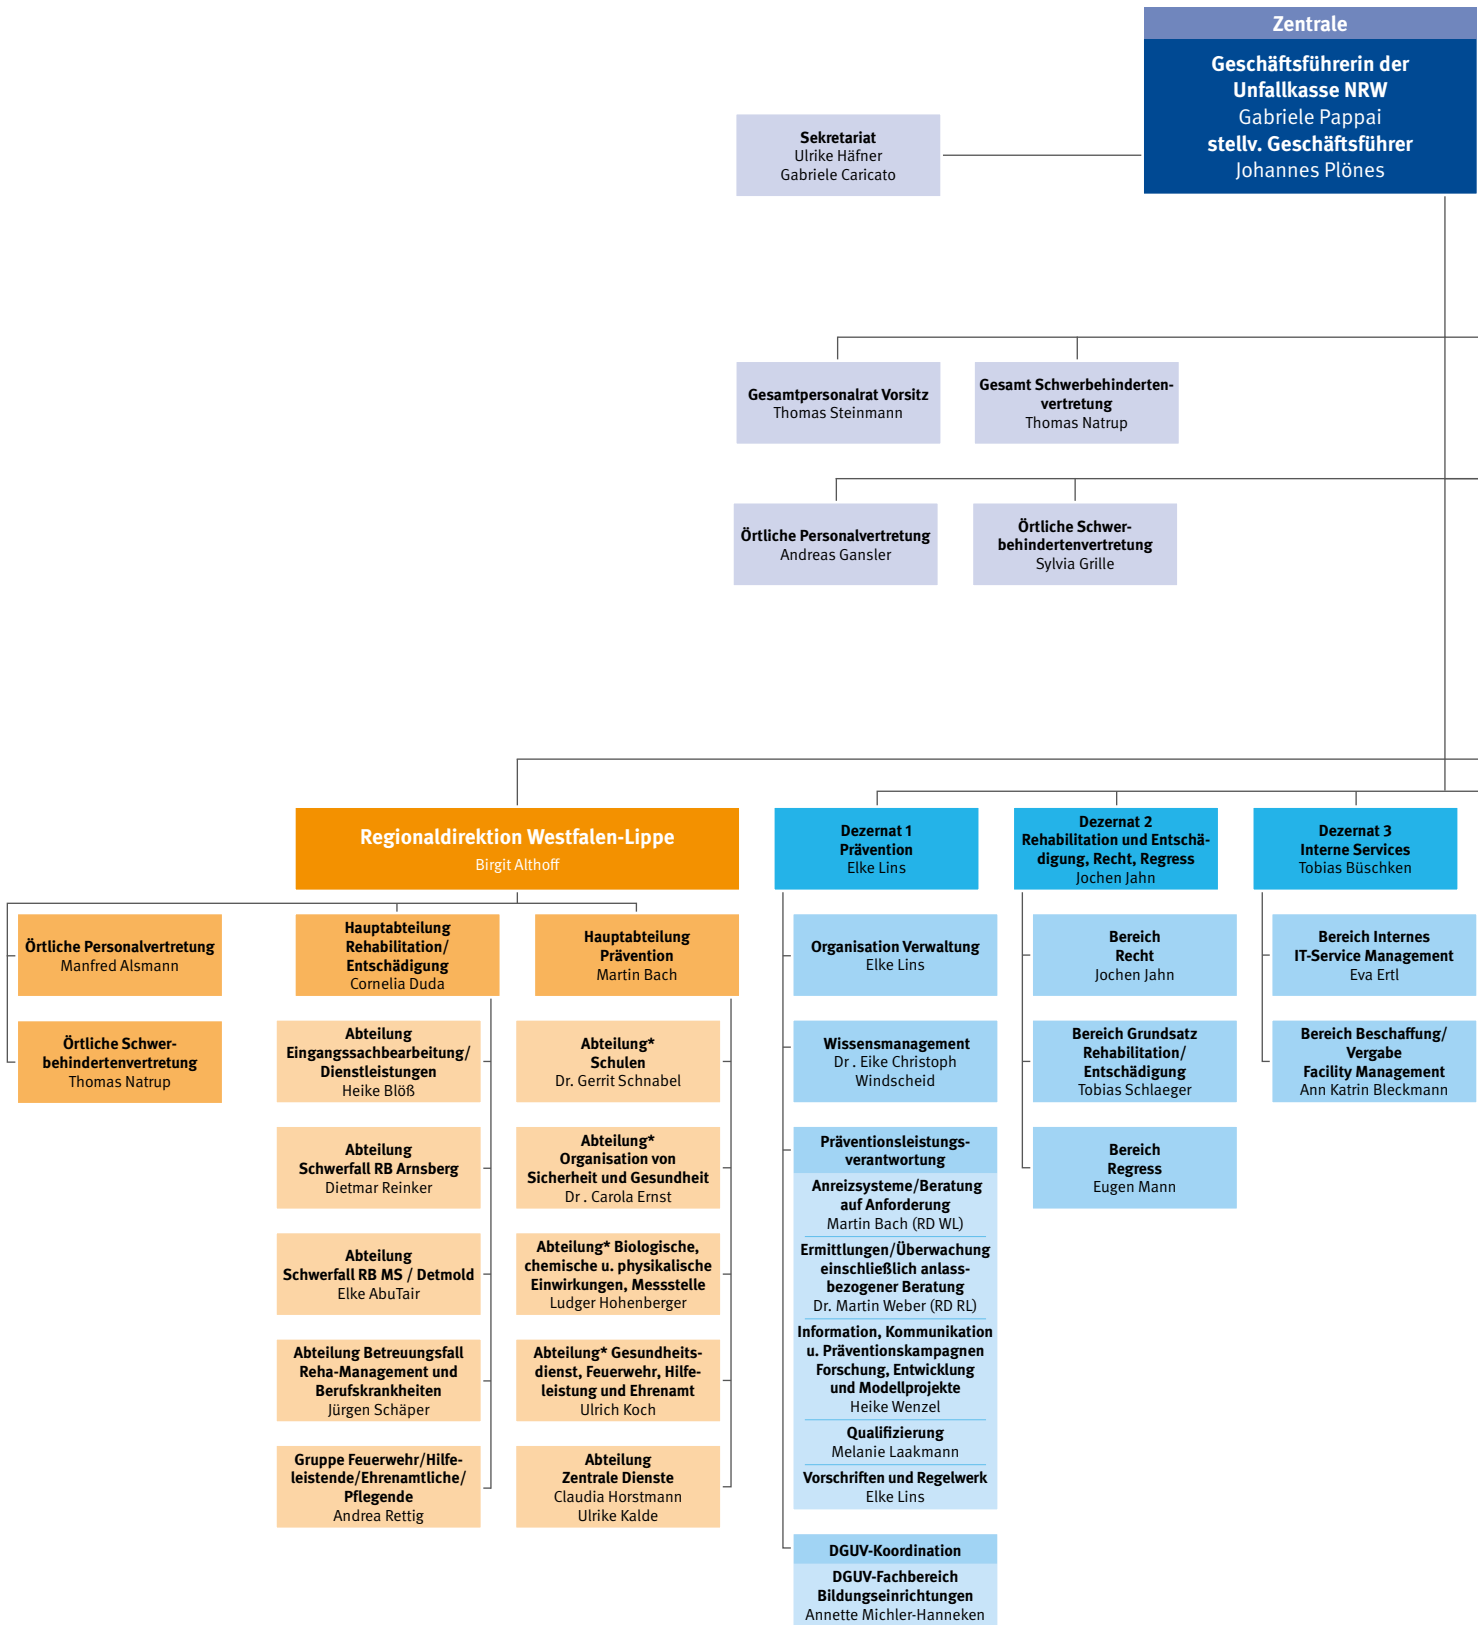 Zentrale
Geschäftsführerin der
Unfallkasse NRW
Gabriele Pappai
stellv. Geschäftsführer
Johannes Plönes
Sekretariat
Ulrike Häfner
Gabriele Caricato
Gesamtpersonalrat Vorsitz
Thomas Steinmann
Gesamt Schwerbehinderten-
vertretung
Thomas Natrup
Örtliche Personalvertretung
Andreas Gansler
Örtliche Schwer-
behindertenvertretung
Sylvia Grille
Regionaldirektion Westfalen-Lippe
Birgit Althoff
Örtliche Personalvertretung
Manfred Alsmann
Örtliche Schwer-
behindertenvertretung
Thomas Natrup
Hauptabteilung
Rehabilitation/
Entschädigung
Cornelia Duda
Abteilung
Eingangssachbearbeitung/
Dienstleistungen
Heike Blöß
Abteilung
Schwerfall RB Arnsberg
Dietmar Reinker
Abteilung
Schwerfall RB MS / Detmold
Elke AbuTair
Abteilung Betreuungsfall
Reha-Management und
Berufskrankheiten
Jürgen Schäper
Gruppe Feuerwehr/Hilfe-
leistende/Ehrenamtliche/
Pflegende
Andrea Rettig
Hauptabteilung
Prävention
Martin Bach
Abteilung*
Schulen
Dr. Gerrit Schnabel
Abteilung*
Organisation von
Sicherheit und Gesundheit
Dr . Carola Ernst
Abteilung* Biologische,
chemische u. physikalische
Einwirkungen, Messstelle
Ludger Hohenberger
Abteilung* Gesundheits-
dienst, Feuerwehr, Hilfe-
leistung und Ehrenamt
Ulrich Koch
Abteilung
Zentrale Dienste
Claudia Horstmann
Ulrike Kalde
Dezernat 1
Prävention
Elke Lins
Organisation Verwaltung
Elke Lins
Wissensmanagement
Dr . Eike Christoph
Windscheid
Präventionsleistungs-
verantwortung
Anreizsysteme/Beratung
auf Anforderung
Martin Bach (RD WL)
Ermittlungen/Überwachung
einschließlich anlass-
bezogener Beratung
Dr. Martin Weber (RD RL)
Information, Kommunikation
u. Präventionskampagnen
Forschung, Entwicklung
und Modellprojekte
Heike Wenzel
Qualifizierung
Melanie Laakmann
Vorschriften und Regelwerk
Elke Lins
DGUV-Koordination
DGUV-Fachbereich
Bildungseinrichtungen
Annette Michler-Hanneken
Dezernat 2
Rehabilitation und Entschä-
digung, Recht, Regress
Jochen Jahn
Bereich
Recht
Jochen Jahn
Bereich Grundsatz
Rehabilitation/
Entschädigung
Tobias Schlaeger
Bereich
Regress
Eugen Mann
Dezernat 3
Interne Services
Tobias Büschken
Bereich Internes
IT-Service Management
Eva Ertl
Bereich Beschaffung/
Vergabe
Facility Management
Ann Katrin Bleckmann